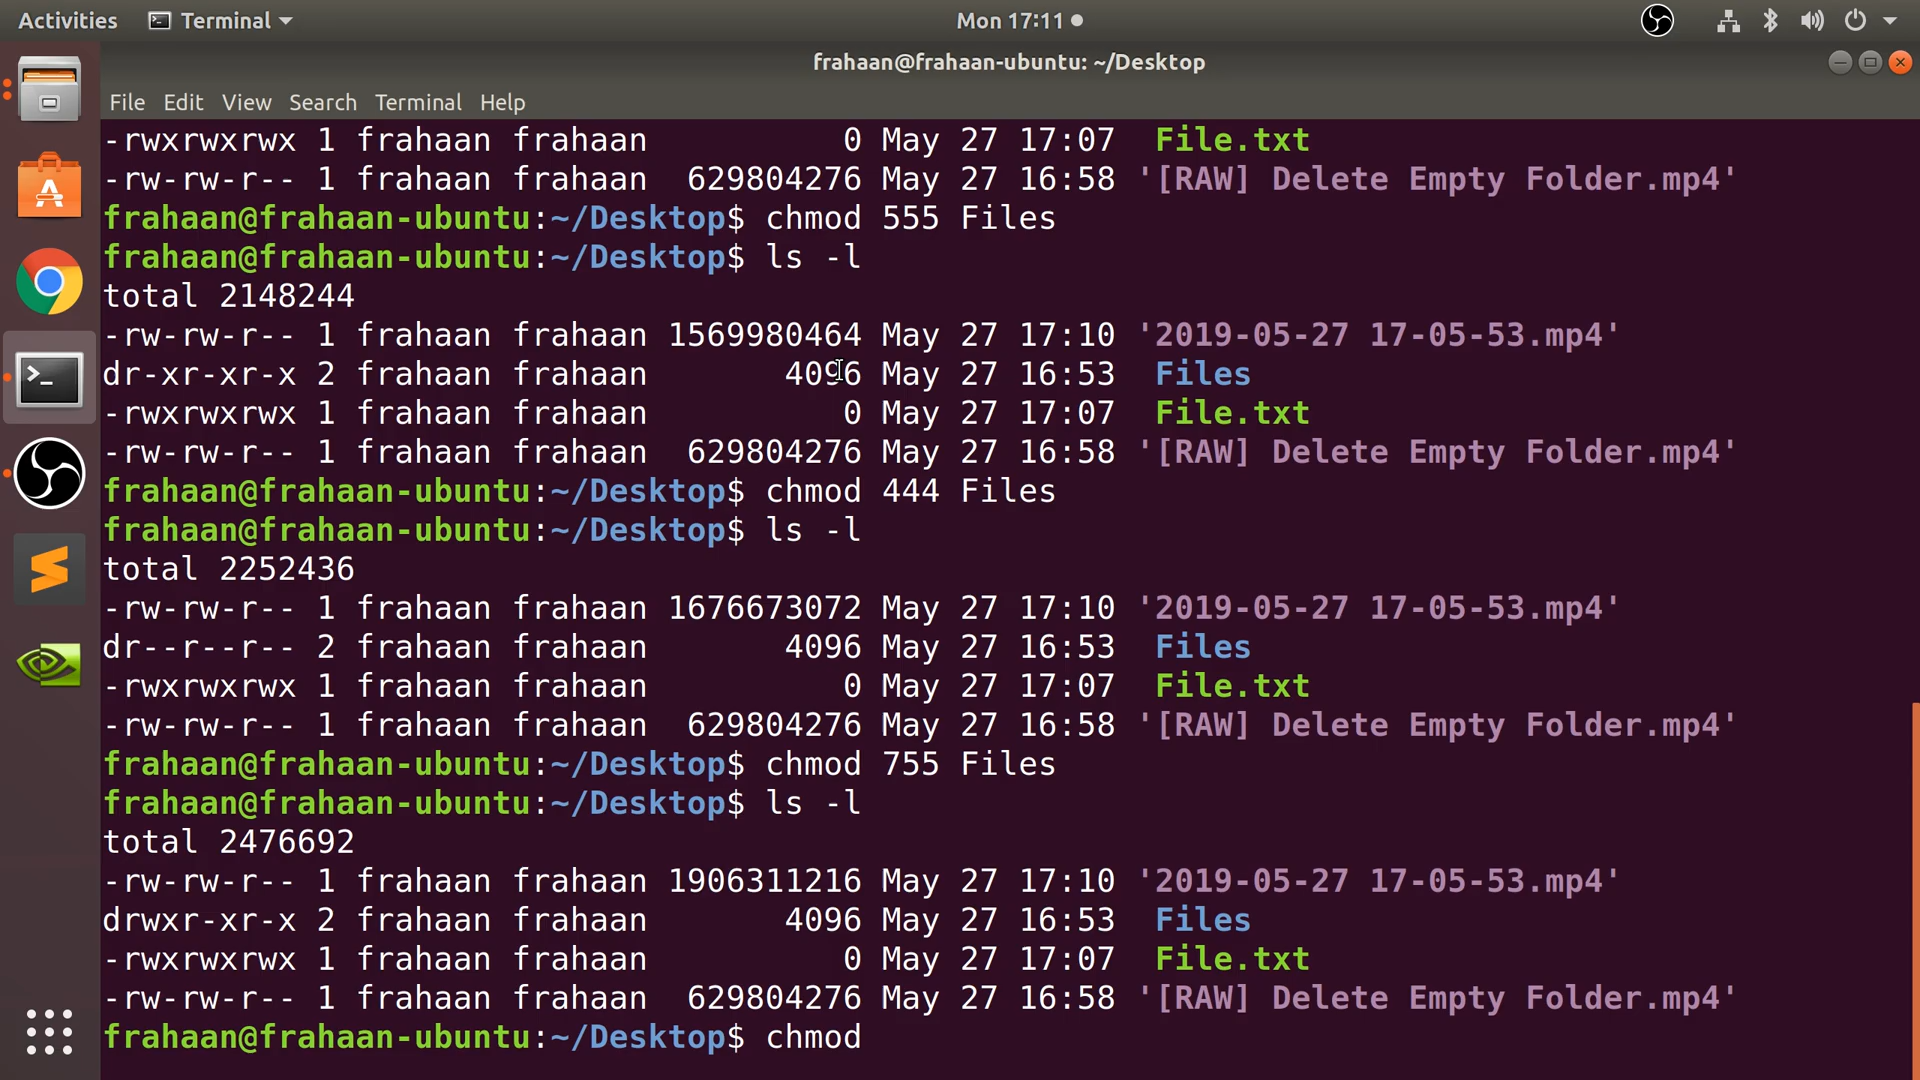 Activities Terminal Mon 17:11
frahaan@frahaan-ubuntu: ~/Desktop
File Edit View Search Terminal Help
-rwxrwxrwx 1 frahaan frahaan 0 May 27 17:07 File.txt
-rw-rw-r-- 1 frahaan frahaan 629804276 May 27 16:58 '[RAW] Delete Empty Folder.mp4'
frahaan@frahaan-ubuntu:~/Desktop$ chmod 555 Files
frahaan@frahaan-ubuntu:~/Desktop$ ls -l
total 2148244
-rw-rw-r-- 1 frahaan frahaan 1569980464 May 27 17:10 '2019-05-27 17-05-53.mp4'
dr-xr-xr-x 2 frahaan frahaan 4096 May 27 16:53 Files
-rwxrwxrwx 1 frahaan frahaan 0 May 27 17:07 File.txt
-rw-rw-r-- 1 frahaan frahaan 629804276 May 27 16:58 '[RAW] Delete Empty Folder.mp4'
frahaan@frahaan-ubuntu:~/Desktop$ chmod 444 Files
frahaan@frahaan-ubuntu:~/Desktop$ ls -l
total 2252436
-rw-rw-r-- 1 frahaan frahaan 1676673072 May 27 17:10 '2019-05-27 17-05-53.mp4'
dr--r--r-- 2 frahaan frahaan 4096 May 27 16:53 Files
-rwxrwxrwx 1 frahaan frahaan 0 May 27 17:07 File.txt
-rw-rw-r-- 1 frahaan frahaan 629804276 May 27 16:58 '[RAW] Delete Empty Folder.mp4'
frahaan@frahaan-ubuntu:~/Desktop$ chmod 755 Files
frahaan@frahaan-ubuntu:~/Desktop$ ls -l
total 2476692
-rw-rw-r-- 1 frahaan frahaan 1906311216 May 27 17:10 '2019-05-27 17-05-53.mp4'
drwxr-xr-x 2 frahaan frahaan 4096 May 27 16:53 Files
-rwxrwxrwx 1 frahaan frahaan 0 May 27 17:07 File.txt
-rw-rw-r-- 1 frahaan frahaan 629804276 May 27 16:58 '[RAW] Delete Empty Folder.mp4'
frahaan@frahaan-ubuntu:~/Desktop$ chmod